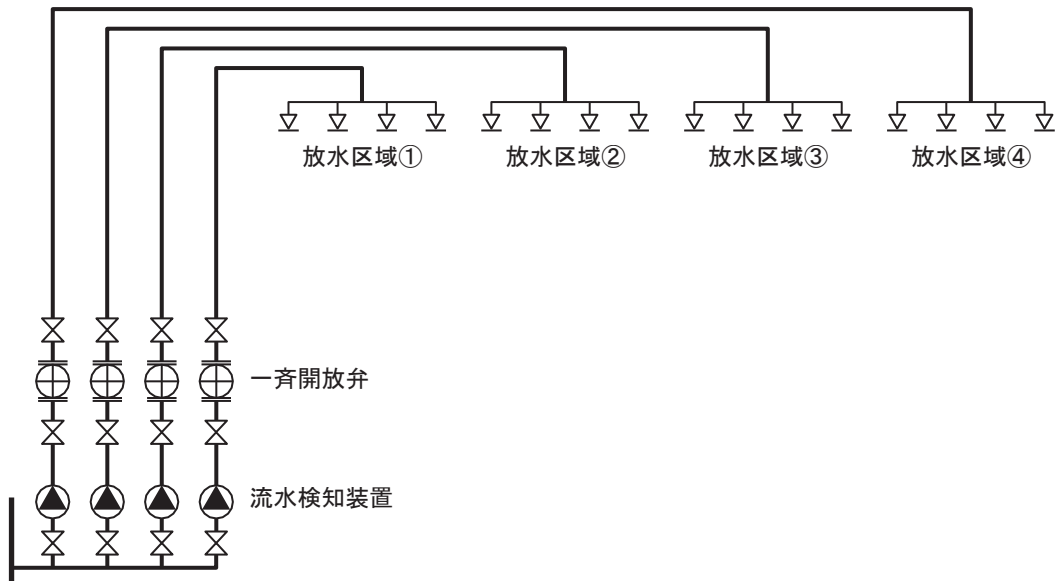 放水区域①
放水区域②
放水区域③
放水区域④
一斉開放弁
流水検知装置